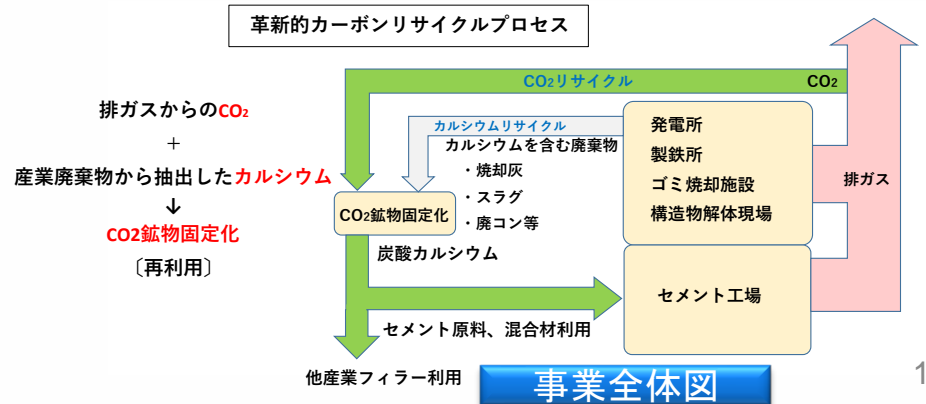 革新的カーボンリサイクルプロセス
CO₂リサイクル
CO₂
排ガスからのCO₂
+
産業廃棄物から抽出したカルシウム
↓
CO2鉱物固定化
〔再利用〕
カルシウムリサイクル
カルシウムを含む廃棄物
・焼却灰
・スラグ
・廃コン等
発電所
製鉄所
ゴミ焼却施設
構造物解体現場
排ガス
CO₂鉱物固定化
炭酸カルシウム
セメント工場
セメント原料、混合材利用
他産業フィラー利用
事業全体図
1